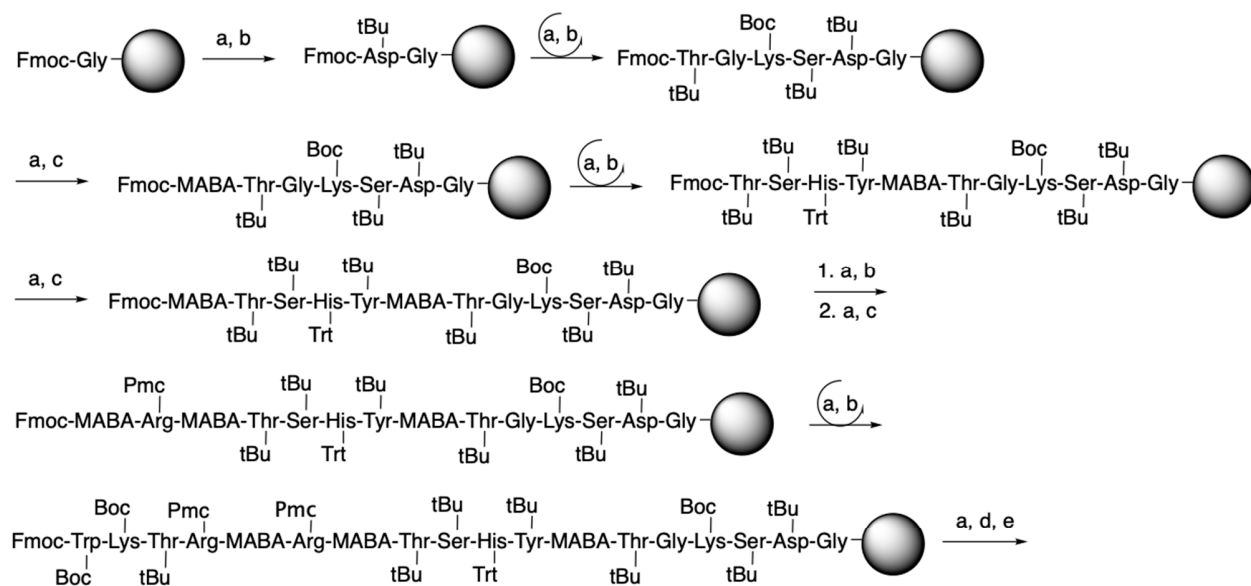 tBu
Fmoc-Gly
a, b
Fmoc-Asp-Gly
a, b
Boc
tBu
Fmoc-Thr-Gly-Lys-Ser-Asp-Gly
tBu
tBu
a, c
Boc
tBu
Fmoc-MABA-Thr-Gly-Lys-Ser-Asp-Gly
tBu
tBu
a, b
tBu
tBu
Boc
tBu
Fmoc-Thr-Ser-His-Tyr-MABA-Thr-Gly-Lys-Ser-Asp-Gly
tBu
Trt
tBu
tBu
a, c
tBu
tBu
Boc
tBu
Fmoc-MABA-Thr-Ser-His-Tyr-MABA-Thr-Gly-Lys-Ser-Asp-Gly
tBu
Trt
tBu
tBu
1. a, b
2. a, c
Pmc
tBu
tBu
Boc
tBu
Fmoc-MABA-Arg-MABA-Thr-Ser-His-Tyr-MABA-Thr-Gly-Lys-Ser-Asp-Gly
tBu
Trt
tBu
tBu
a, b
Boc
Pmc
Pmc
tBu
tBu
Boc
tBu
Fmoc-Trp-Lys-Thr-Arg-MABA-Arg-MABA-Thr-Ser-His-Tyr-MABA-Thr-Gly-Lys-Ser-Asp-Gly
Boc
tBu
tBu
Trt
tBu
tBu
a, d, e